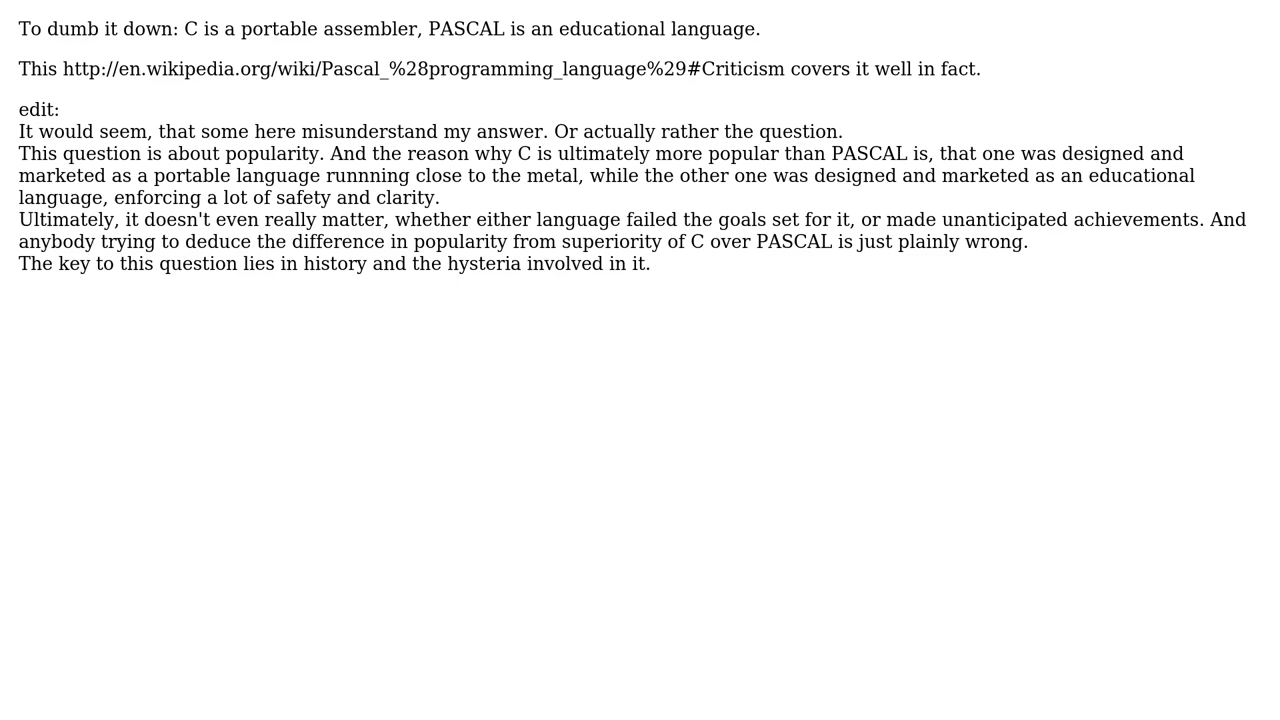 To dumb it down: C is a portable assembler, PASCAL is an educational language.
This http://en.wikipedia.org/wiki/Pascal_%28programming_language%29#Criticism covers it well in fact.
edit:
It would seem, that some here misunderstand my answer. Or actually rather the question.
This question is about popularity. And the reason why C is ultimately more popular than PASCAL is, that one was designed and
marketed as a portable language runnning close to the metal, while the other one was designed and marketed as an educational
language, enforcing a lot of safety and clarity.
Ultimately, it doesn't even really matter, whether either language failed the goals set for it, or made unanticipated achievements. And
anybody trying to deduce the difference in popularity from superiority of C over PASCAL is just plainly wrong.
The key to this question lies in history and the hysteria involved in it.